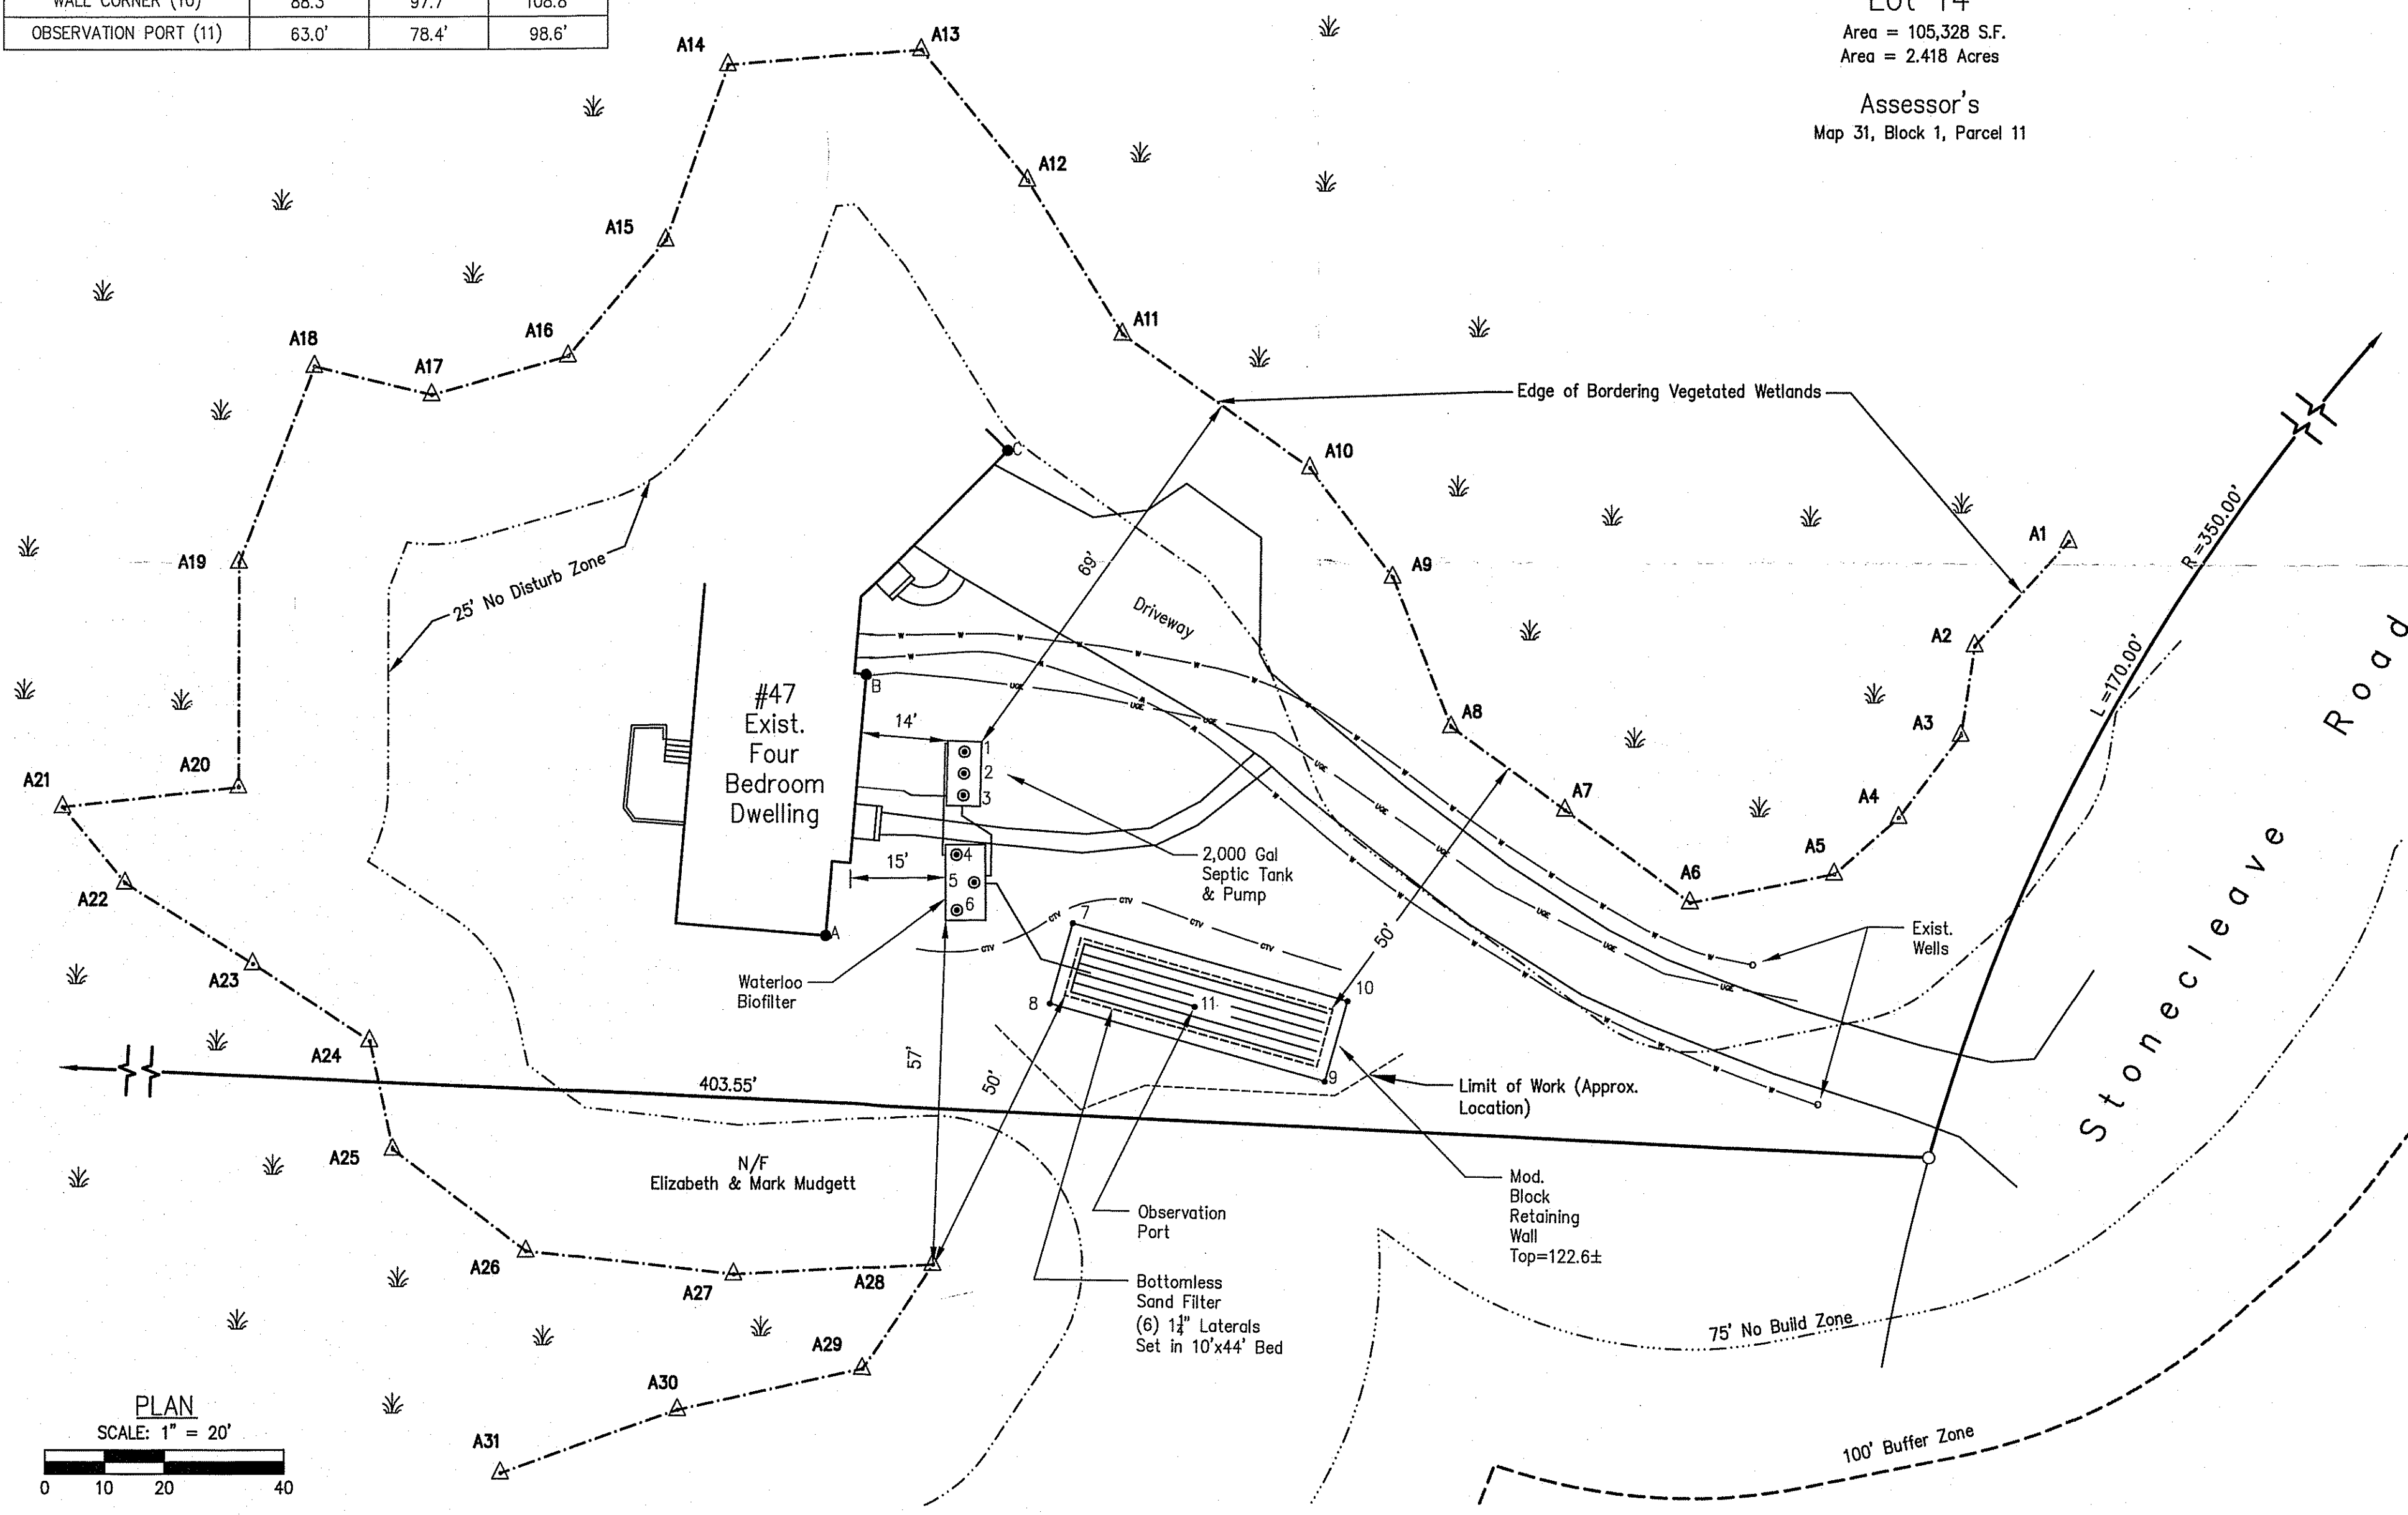 WALL CORNER (10) 88.3' 97.7' 108.8'
OBSERVATION PORT (11) 63.0' 78.4' 98.6'
Lot 14
Area = 105,328 S.F.
Area = 2.418 Acres
Assessor's
Map 31, Block 1, Parcel 11
A14
A13
A12
A15
A11
A16
A18
A17
Edge of Bordering Vegetated Wetlands
C
A10
A1
R=350.00'
A19
25' No Disturb Zone
69'
A9
Driveway
A2
L=170.00'
Stonecleave Road
#47
Exist.
Four
Bedroom
Dwelling
B
14'
1
2
3
W
UGE
A8
A3
A21
A20
A7
A4
A5
A6
2,000 Gal
Septic Tank
& Pump
15'
4
5
6
A22
A
CTV
7
50'
Exist.
Wells
A23
Waterloo
Biofilter
8
11
10
9
A24
403.55'
57'
50'
Limit of Work (Approx.
Location)
A25
N/F
Elizabeth & Mark Mudgett
Observation
Port
Mod.
Block
Retaining
Wall
Top=122.6±
A26
A27
A28
Bottomless
Sand Filter
(6) 1¼" Laterals
Set in 10'x44' Bed
75' No Build Zone
A29
A30
A31
100' Buffer Zone
PLAN
SCALE: 1" = 20'
0 10 20 40